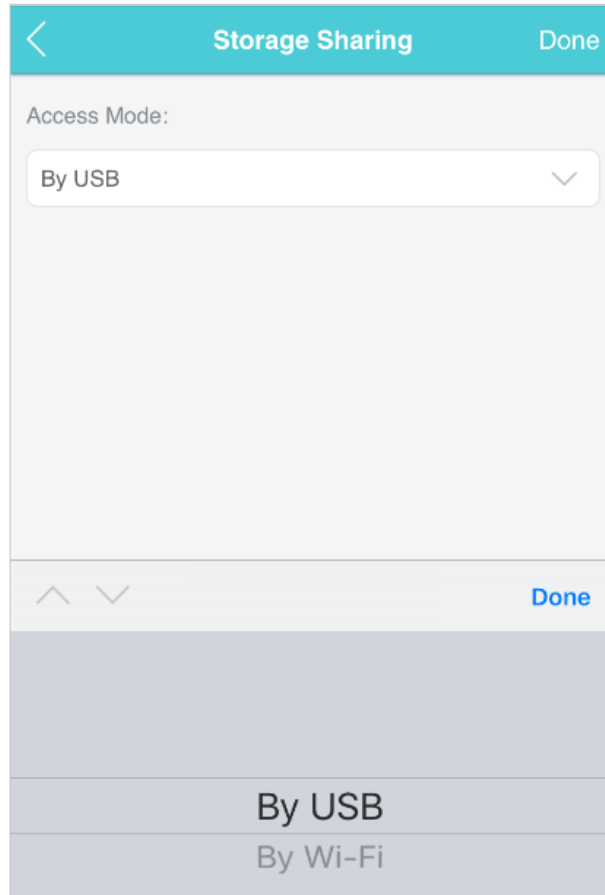 Storage Sharing Done
Access Mode:
By USB
Done
By USB
By Wi-Fi